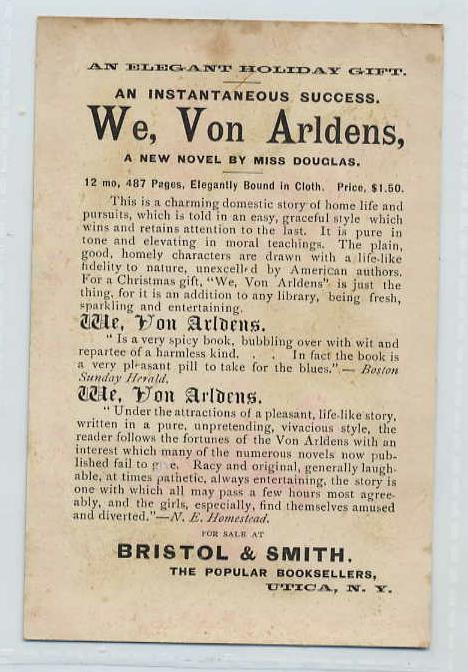 AN ELEGANT HOLIDAY GIFT.
AN INSTANTANEOUS SUCCESS.
We, Von Arldens,
A NEW NOVEL BY MISS DOUGLAS.
12 mo, 487 Pages, Elegantly Bound in Cloth. Price, $1.50.
This is a charming domestic story of home life and
pursuits, which is told in an easy, graceful style which
wins and retains attention to the last. It is pure in
tone and elevating in moral teachings. The plain,
good, homely characters are drawn with a life-like
fidelity to nature, unexcelled by American authors.
For a Christmas gift, "We, Von Arldens" is just the
thing, for it is an addition to any library, being fresh,
sparkling and entertaining.
We, Von Arldens.
"Is a very spicy book, bubbling over with wit and
repartee of a harmless kind. . . In fact the book is
a very pleasant pill to take for the blues."—Boston
Sunday Herald.
We, Von Arldens.
"Under the attractions of a pleasant, life-like story,
written in a pure, unpretending, vivacious style, the
reader follows the fortunes of the Von Arldens with an
interest which many of the numerous novels now pub-
lished fail to Racy and original, generally laugh-
able, at times pathetic, always entertaining, the story is
one with which all may pass a few hours most agree-
ably, and the girls, especially, find themselves amused
and diverted."—N. E. Homestead.
FOR SALE AT
BRISTOL & SMITH.
THE POPULAR BOOKSELLERS,
UTICA, N. Y.